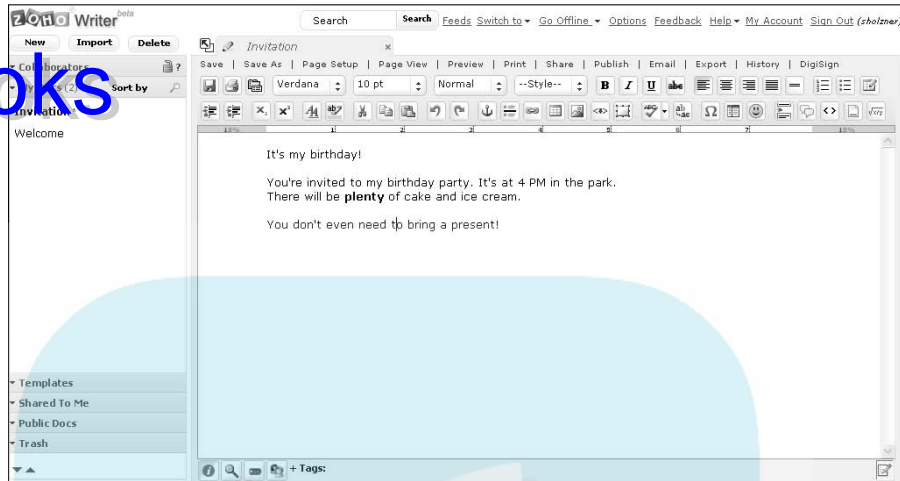 ZOHO Writer beta
Search Search Feeds Switch to Go Offline Options Feedback Help My Account Sign Out (sholzner)
New Import Delete
Invitation
Collaborators ?
Save | Save As | Page Setup | Page View | Preview | Print | Share | Publish | Email | Export | History | DigiSign
(2) Sort by
oks
Verdana 10 pt Normal --Style-- B I U abc
Invitation
Welcome
It's my birthday!
You're invited to my birthday party. It's at 4 PM in the park.
There will be plenty of cake and ice cream.
You don't even need to bring a present!
Templates
Shared To Me
Public Docs
Trash
+ Tags: